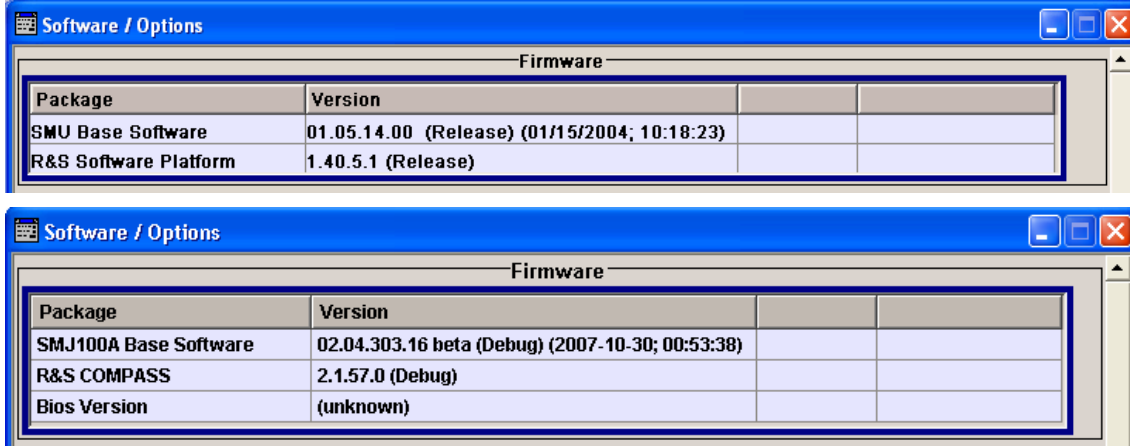 Software / Options
Firmware
Package Version
SMU Base Software 01.05.14.00 (Release) (01/15/2004; 10:18:23)
R&S Software Platform 1.40.5.1 (Release)
Software / Options
Firmware
Package Version
SMJ100A Base Software 02.04.303.16 beta (Debug) (2007-10-30; 00:53:38)
R&S COMPASS 2.1.57.0 (Debug)
Bios Version (unknown)